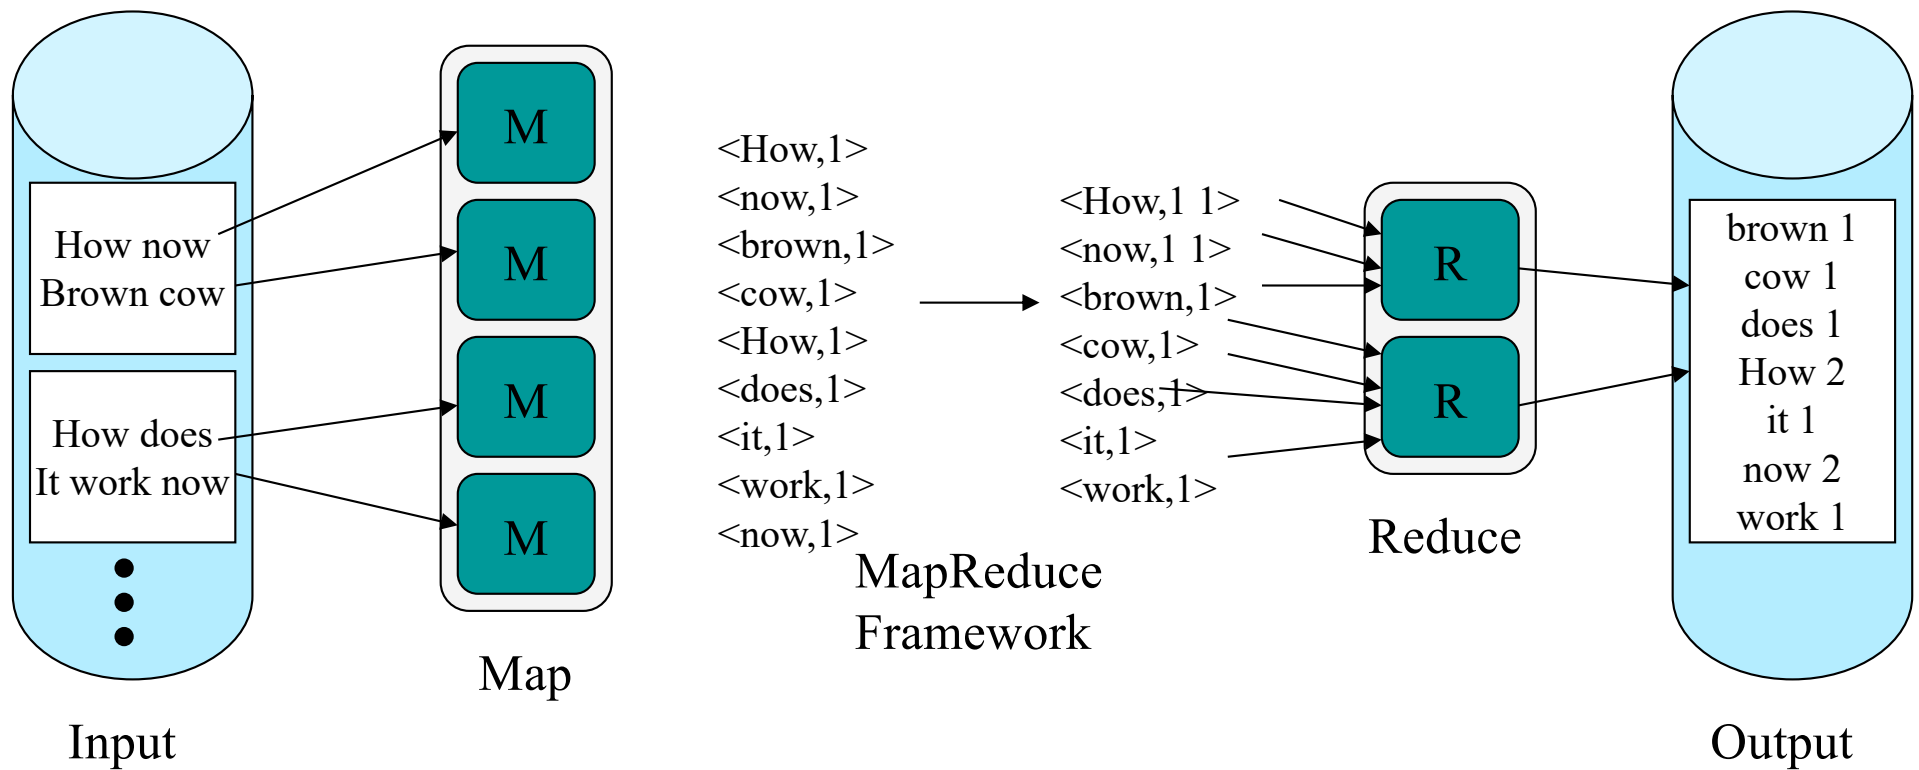 How now
Brown cow
How does
It work now
Input
M
M
M
M
Map
<How,1>
<now,1>
<brown,1>
<cow,1>
<How,1>
<does,1>
<it,1>
<work,1>
<now,1>
MapReduce
Framework
<How,1 1>
<now,1 1>
<brown,1>
<cow,1>
<does,1>
<it,1>
<work,1>
R
R
Reduce
brown 1
cow 1
does 1
How 2
it 1
now 2
work 1
Output